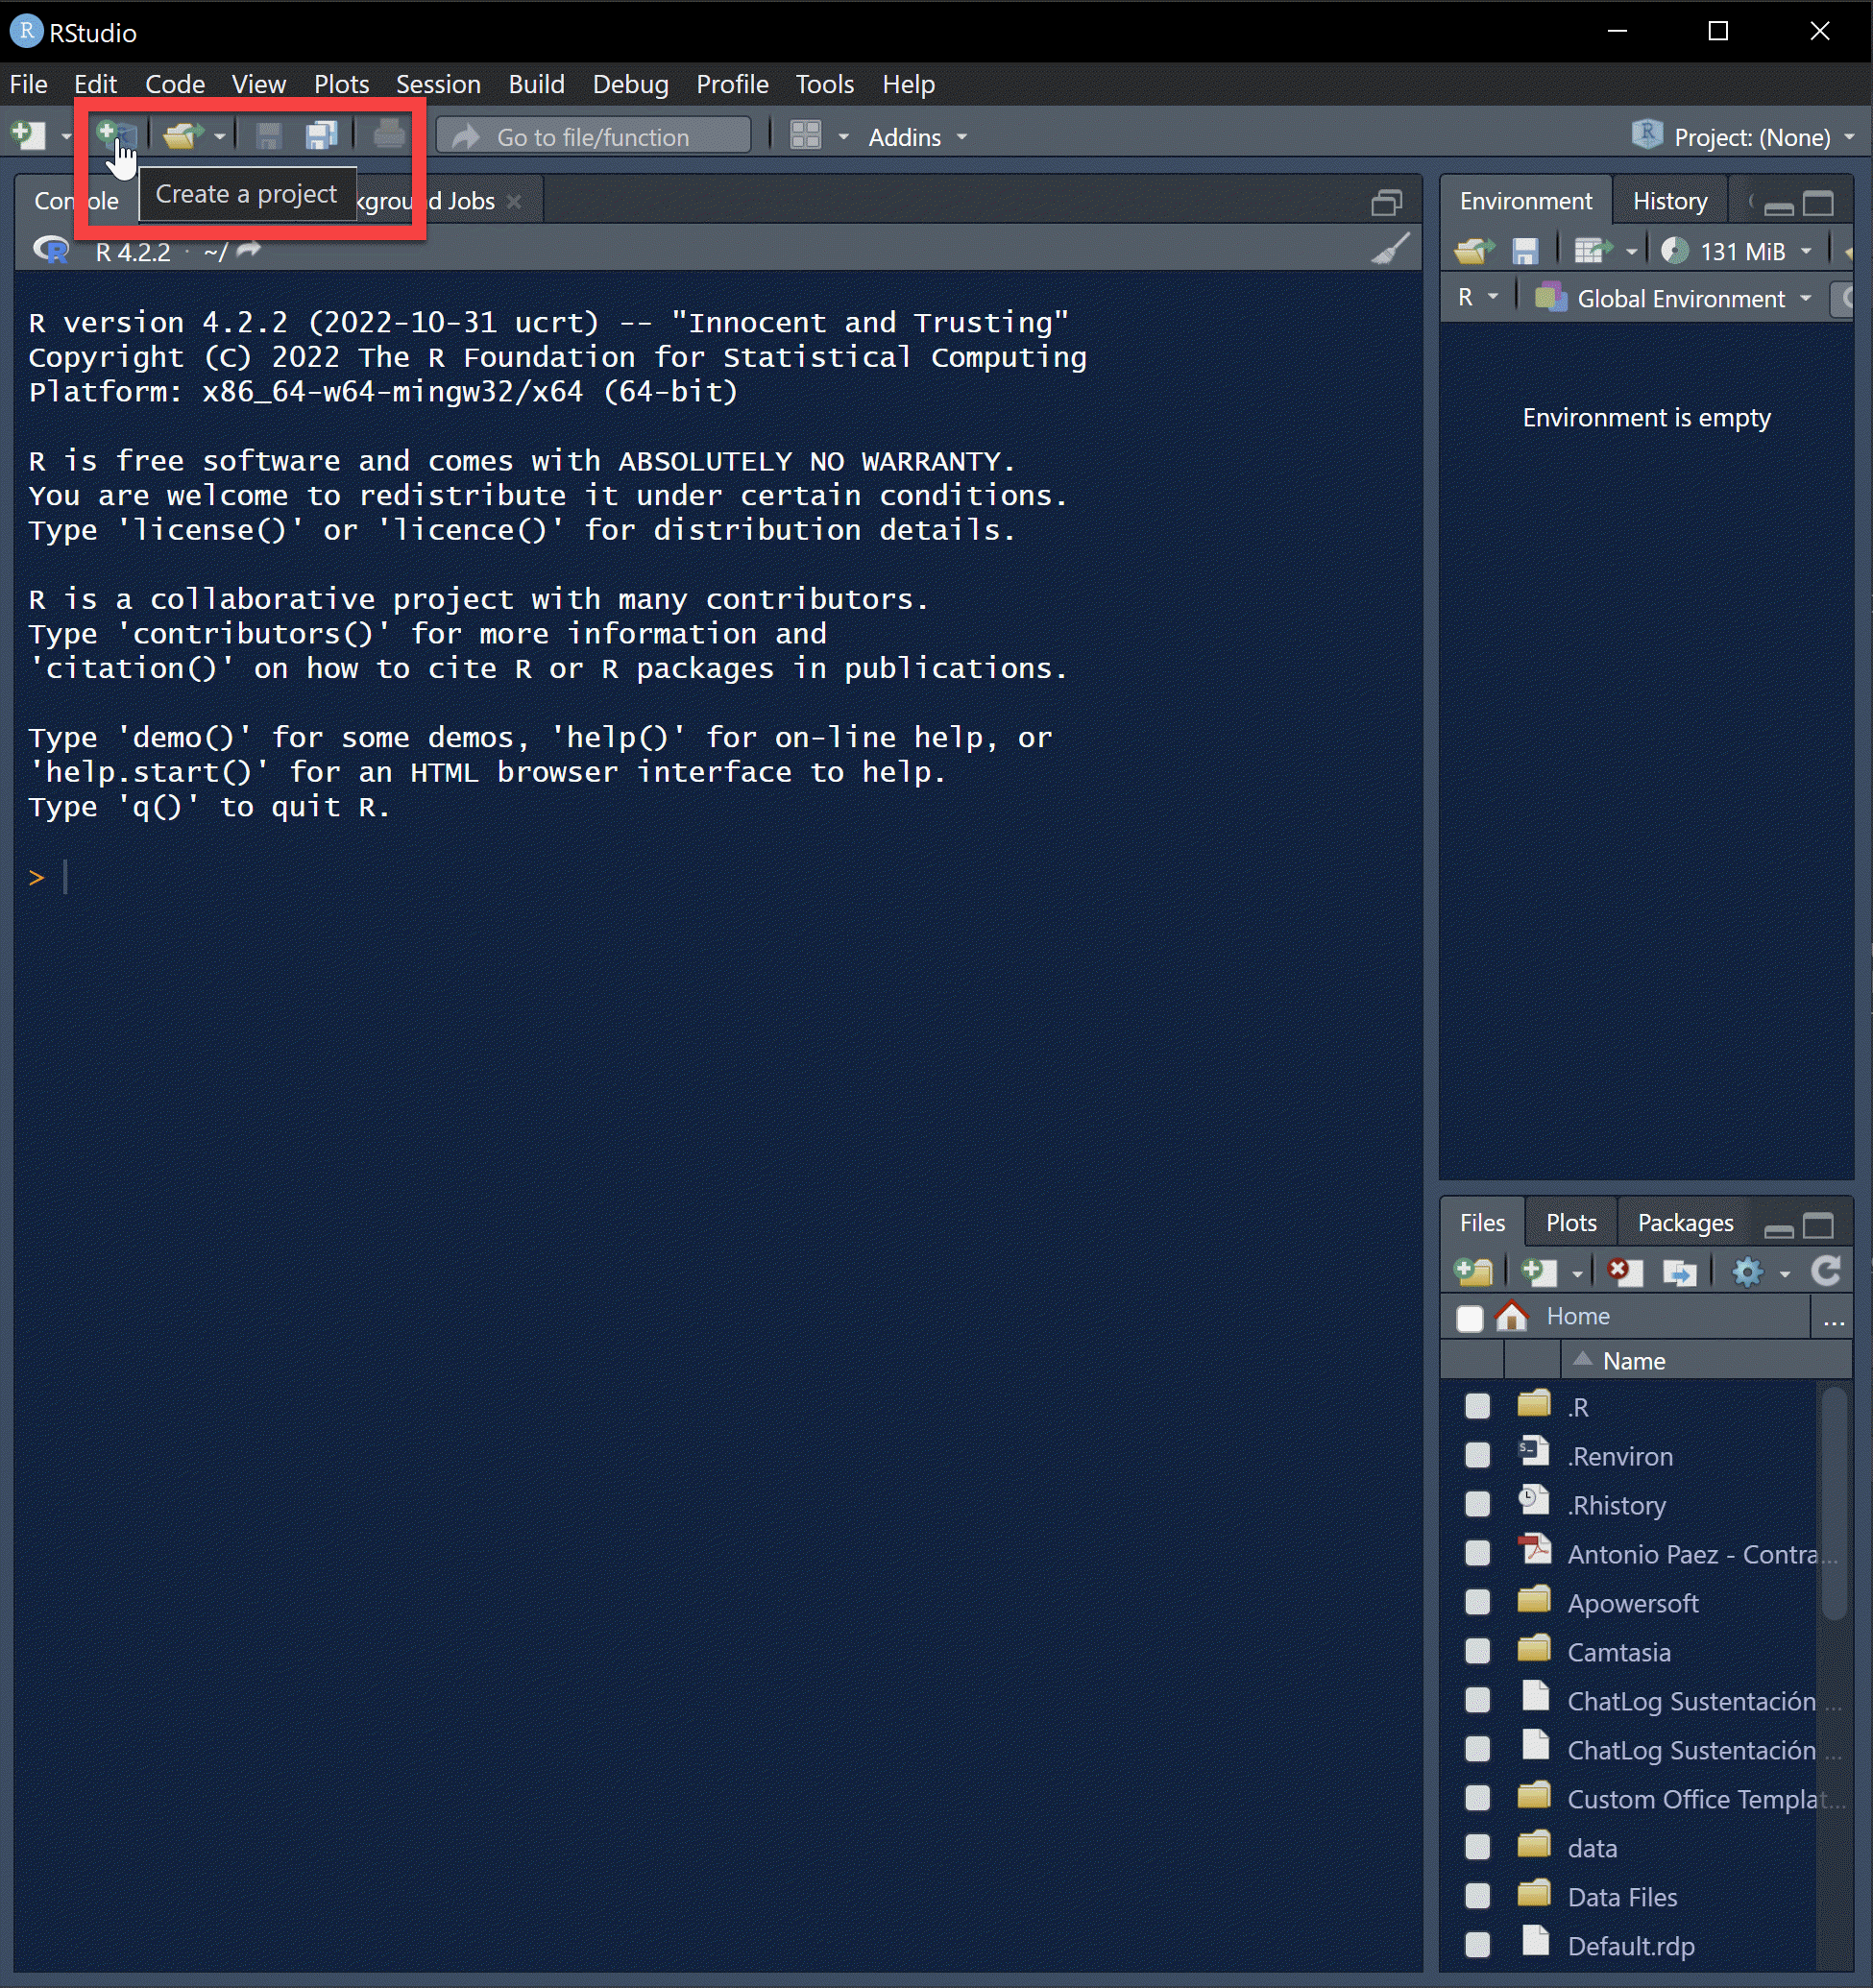 RStudio
File Edit Code View Plots Session Build Debug Profile Tools Help
Go to file/function Addins Project: (None)
Console Create a project kground Jobs
R 4.2.2 · ~/
R version 4.2.2 (2022-10-31 ucrt) -- "Innocent and Trusting"
Copyright (C) 2022 The R Foundation for Statistical Computing
Platform: x86_64-w64-mingw32/x64 (64-bit)
R is free software and comes with ABSOLUTELY NO WARRANTY.
You are welcome to redistribute it under certain conditions.
Type 'license()' or 'licence()' for distribution details.
R is a collaborative project with many contributors.
Type 'contributors()' for more information and
'citation()' on how to cite R or R packages in publications.
Type 'demo()' for some demos, 'help()' for on-line help, or
'help.start()' for an HTML browser interface to help.
Type 'q()' to quit R.
>
Environment History
131 MiB
R Global Environment
Environment is empty
Files Plots Packages
Home ...
Name
.R
.Renviron
.Rhistory
Antonio Paez - Contra...
Apowersoft
Camtasia
ChatLog Sustentación ...
ChatLog Sustentación ...
Custom Office Templat...
data
Data Files
Default.rdp